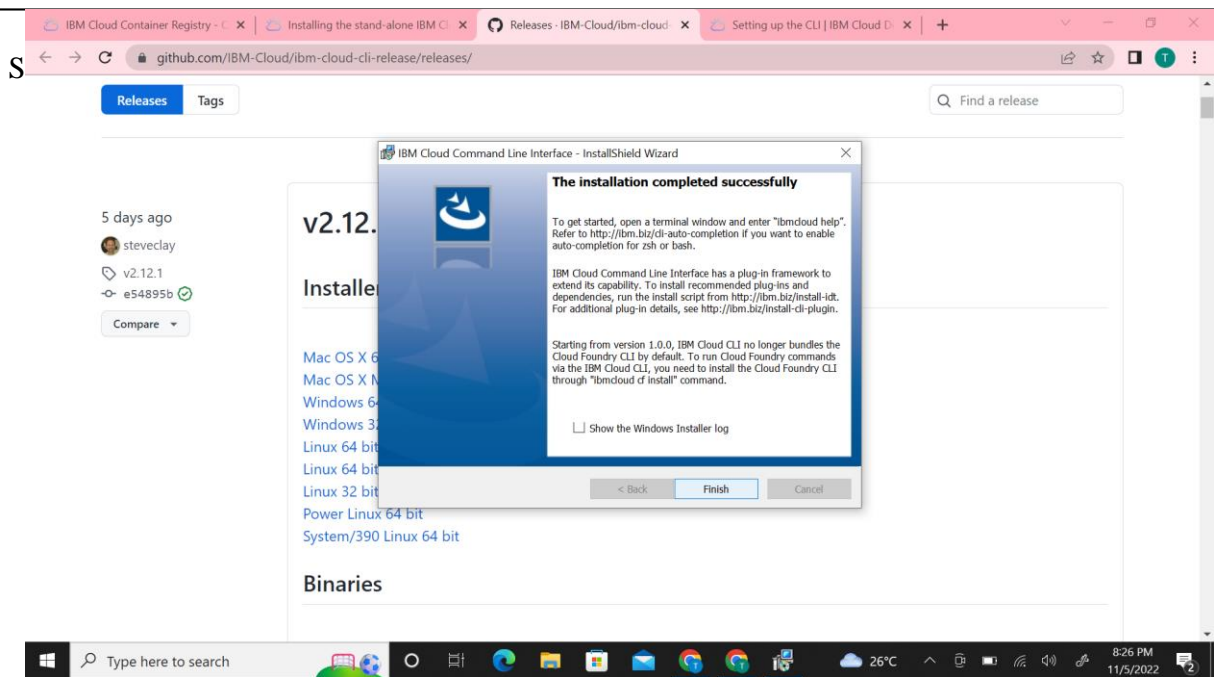 IBM Cloud Container Registry - C
Installing the stand-alone IBM Cl
Releases · IBM-Cloud/ibm-cloud-
Setting up the CLI | IBM Cloud D
S
github.com/IBM-Cloud/ibm-cloud-cli-release/releases/
T
Releases Tags
Find a release
IBM Cloud Command Line Interface - InstallShield Wizard
The installation completed successfully
To get started, open a terminal window and enter "ibmcloud help".
Refer to http://ibm.biz/cli-auto-completion if you want to enable
auto-completion for zsh or bash.
IBM Cloud Command Line Interface has a plug-in framework to
extend its capability. To install recommended plug-ins and
dependencies, run the install script from http://ibm.biz/install-idt.
For additional plug-in details, see http://ibm.biz/install-cli-plugin.
Starting from version 1.0.0, IBM Cloud CLI no longer bundles the
Cloud Foundry CLI by default. To run Cloud Foundry commands
via the IBM Cloud CLI, you need to install the Cloud Foundry CLI
through "ibmcloud cf install" command.
Show the Windows Installer log
< Back Finish Cancel
5 days ago
steveclay
v2.12.1
e54895b
Compare
v2.12.
Installe
Mac OS X 6
Mac OS X M
Windows 64
Windows 32
Linux 64 bit
Linux 64 bit
Linux 32 bit
Power Linux 64 bit
System/390 Linux 64 bit
Binaries
Type here to search
26°C
8:26 PM
11/5/2022
2